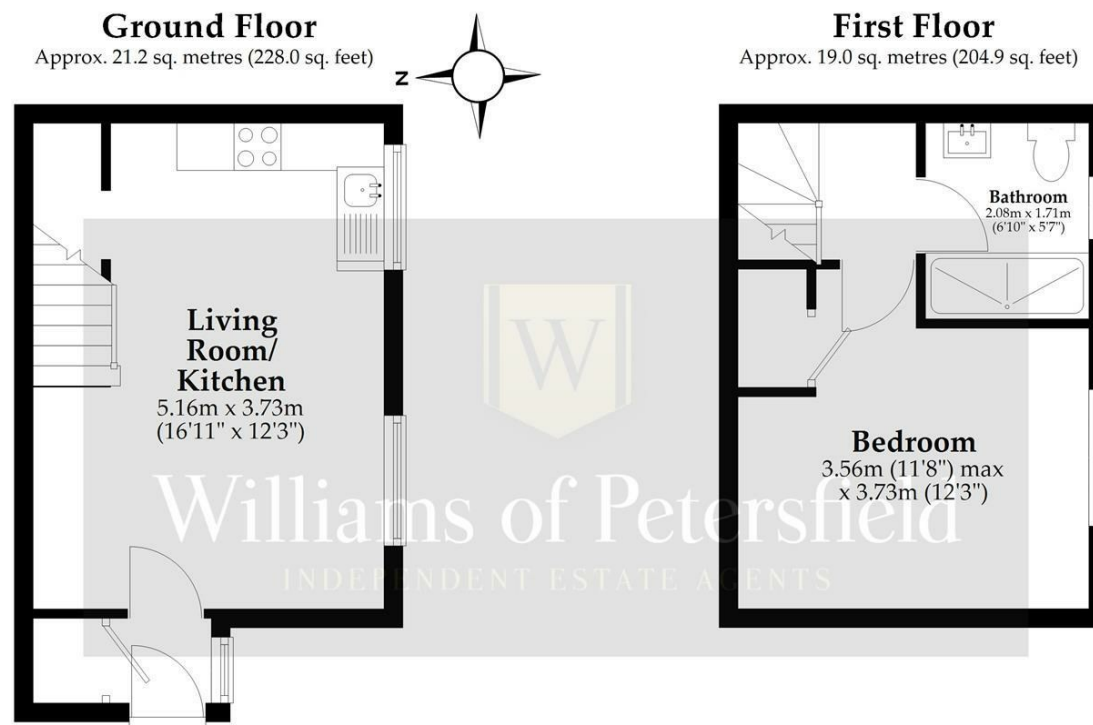 Ground Floor
Approx. 21.2 sq. metres (228.0 sq. feet)
Z
First Floor
Approx. 19.0 sq. metres (204.9 sq. feet)
Bathroom
2.08m x 1.71m
(6'10" x 5'7")
Living
Room/
Kitchen
5.16m x 3.73m
(16'11" x 12'3")
W
Bedroom
3.56m (11'8") max
x 3.73m (12'3")
Williams of Petersfield
INDEPENDENT ESTATE AGENTS